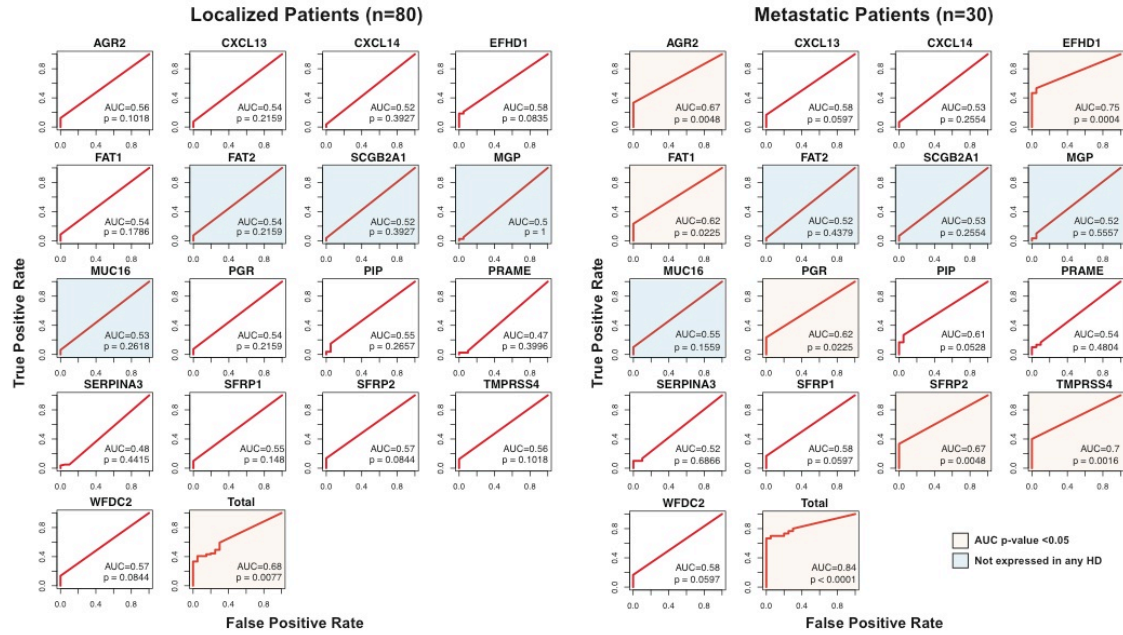 Localized Patients (n=80)
Metastatic Patients (n=30)
True Positive Rate
AGR2
AUC=0.56
p = 0.1018
CXCL13
AUC=0.54
p = 0.2159
CXCL14
AUC=0.52
p = 0.3927
EFHD1
AUC=0.58
p = 0.0835
FAT1
AUC=0.54
p = 0.1786
FAT2
AUC=0.54
p = 0.2159
SCGB2A1
AUC=0.52
p = 0.3927
MGP
AUC=0.5
p = 1
MUC16
AUC=0.53
p = 0.2618
PGR
AUC=0.54
p = 0.2159
PIP
AUC=0.55
p = 0.2657
PRAME
AUC=0.47
p = 0.3996
SERPINA3
AUC=0.48
p = 0.4415
SFRP1
AUC=0.55
p = 0.148
SFRP2
AUC=0.57
p = 0.0844
TMPRSS4
AUC=0.56
p = 0.1018
WFDC2
AUC=0.57
p = 0.0844
Total
AUC=0.68
p = 0.0077
0.0 0.4 0.8
False Positive Rate
True Positive Rate
AGR2
AUC=0.67
p = 0.0048
CXCL13
AUC=0.58
p = 0.0597
CXCL14
AUC=0.53
p = 0.2554
EFHD1
AUC=0.75
p = 0.0004
FAT1
AUC=0.62
p = 0.0225
FAT2
AUC=0.52
p = 0.4379
SCGB2A1
AUC=0.53
p = 0.2554
MGP
AUC=0.52
p = 0.5557
MUC16
AUC=0.55
p = 0.1559
PGR
AUC=0.62
p = 0.0225
PIP
AUC=0.61
p = 0.0528
PRAME
AUC=0.54
p = 0.4804
SERPINA3
AUC=0.52
p = 0.6866
SFRP1
AUC=0.58
p = 0.0597
SFRP2
AUC=0.67
p = 0.0048
TMPRSS4
AUC=0.7
p = 0.0016
WFDC2
AUC=0.58
p = 0.0597
Total
AUC=0.84
p < 0.0001
0.0 0.4 0.8
False Positive Rate
AUC p-value <0.05
Not expressed in any HD